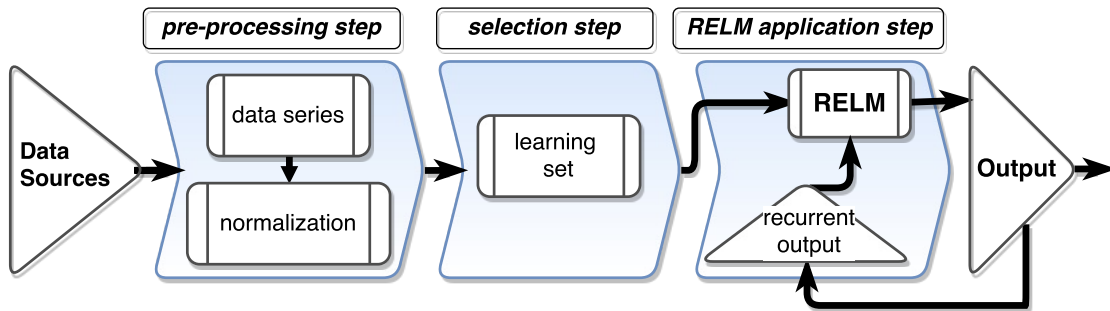 pre-processing step
selection step
RELM application step
Data
Sources
data series
normalization
learning
set
RELM
recurrent
output
Output